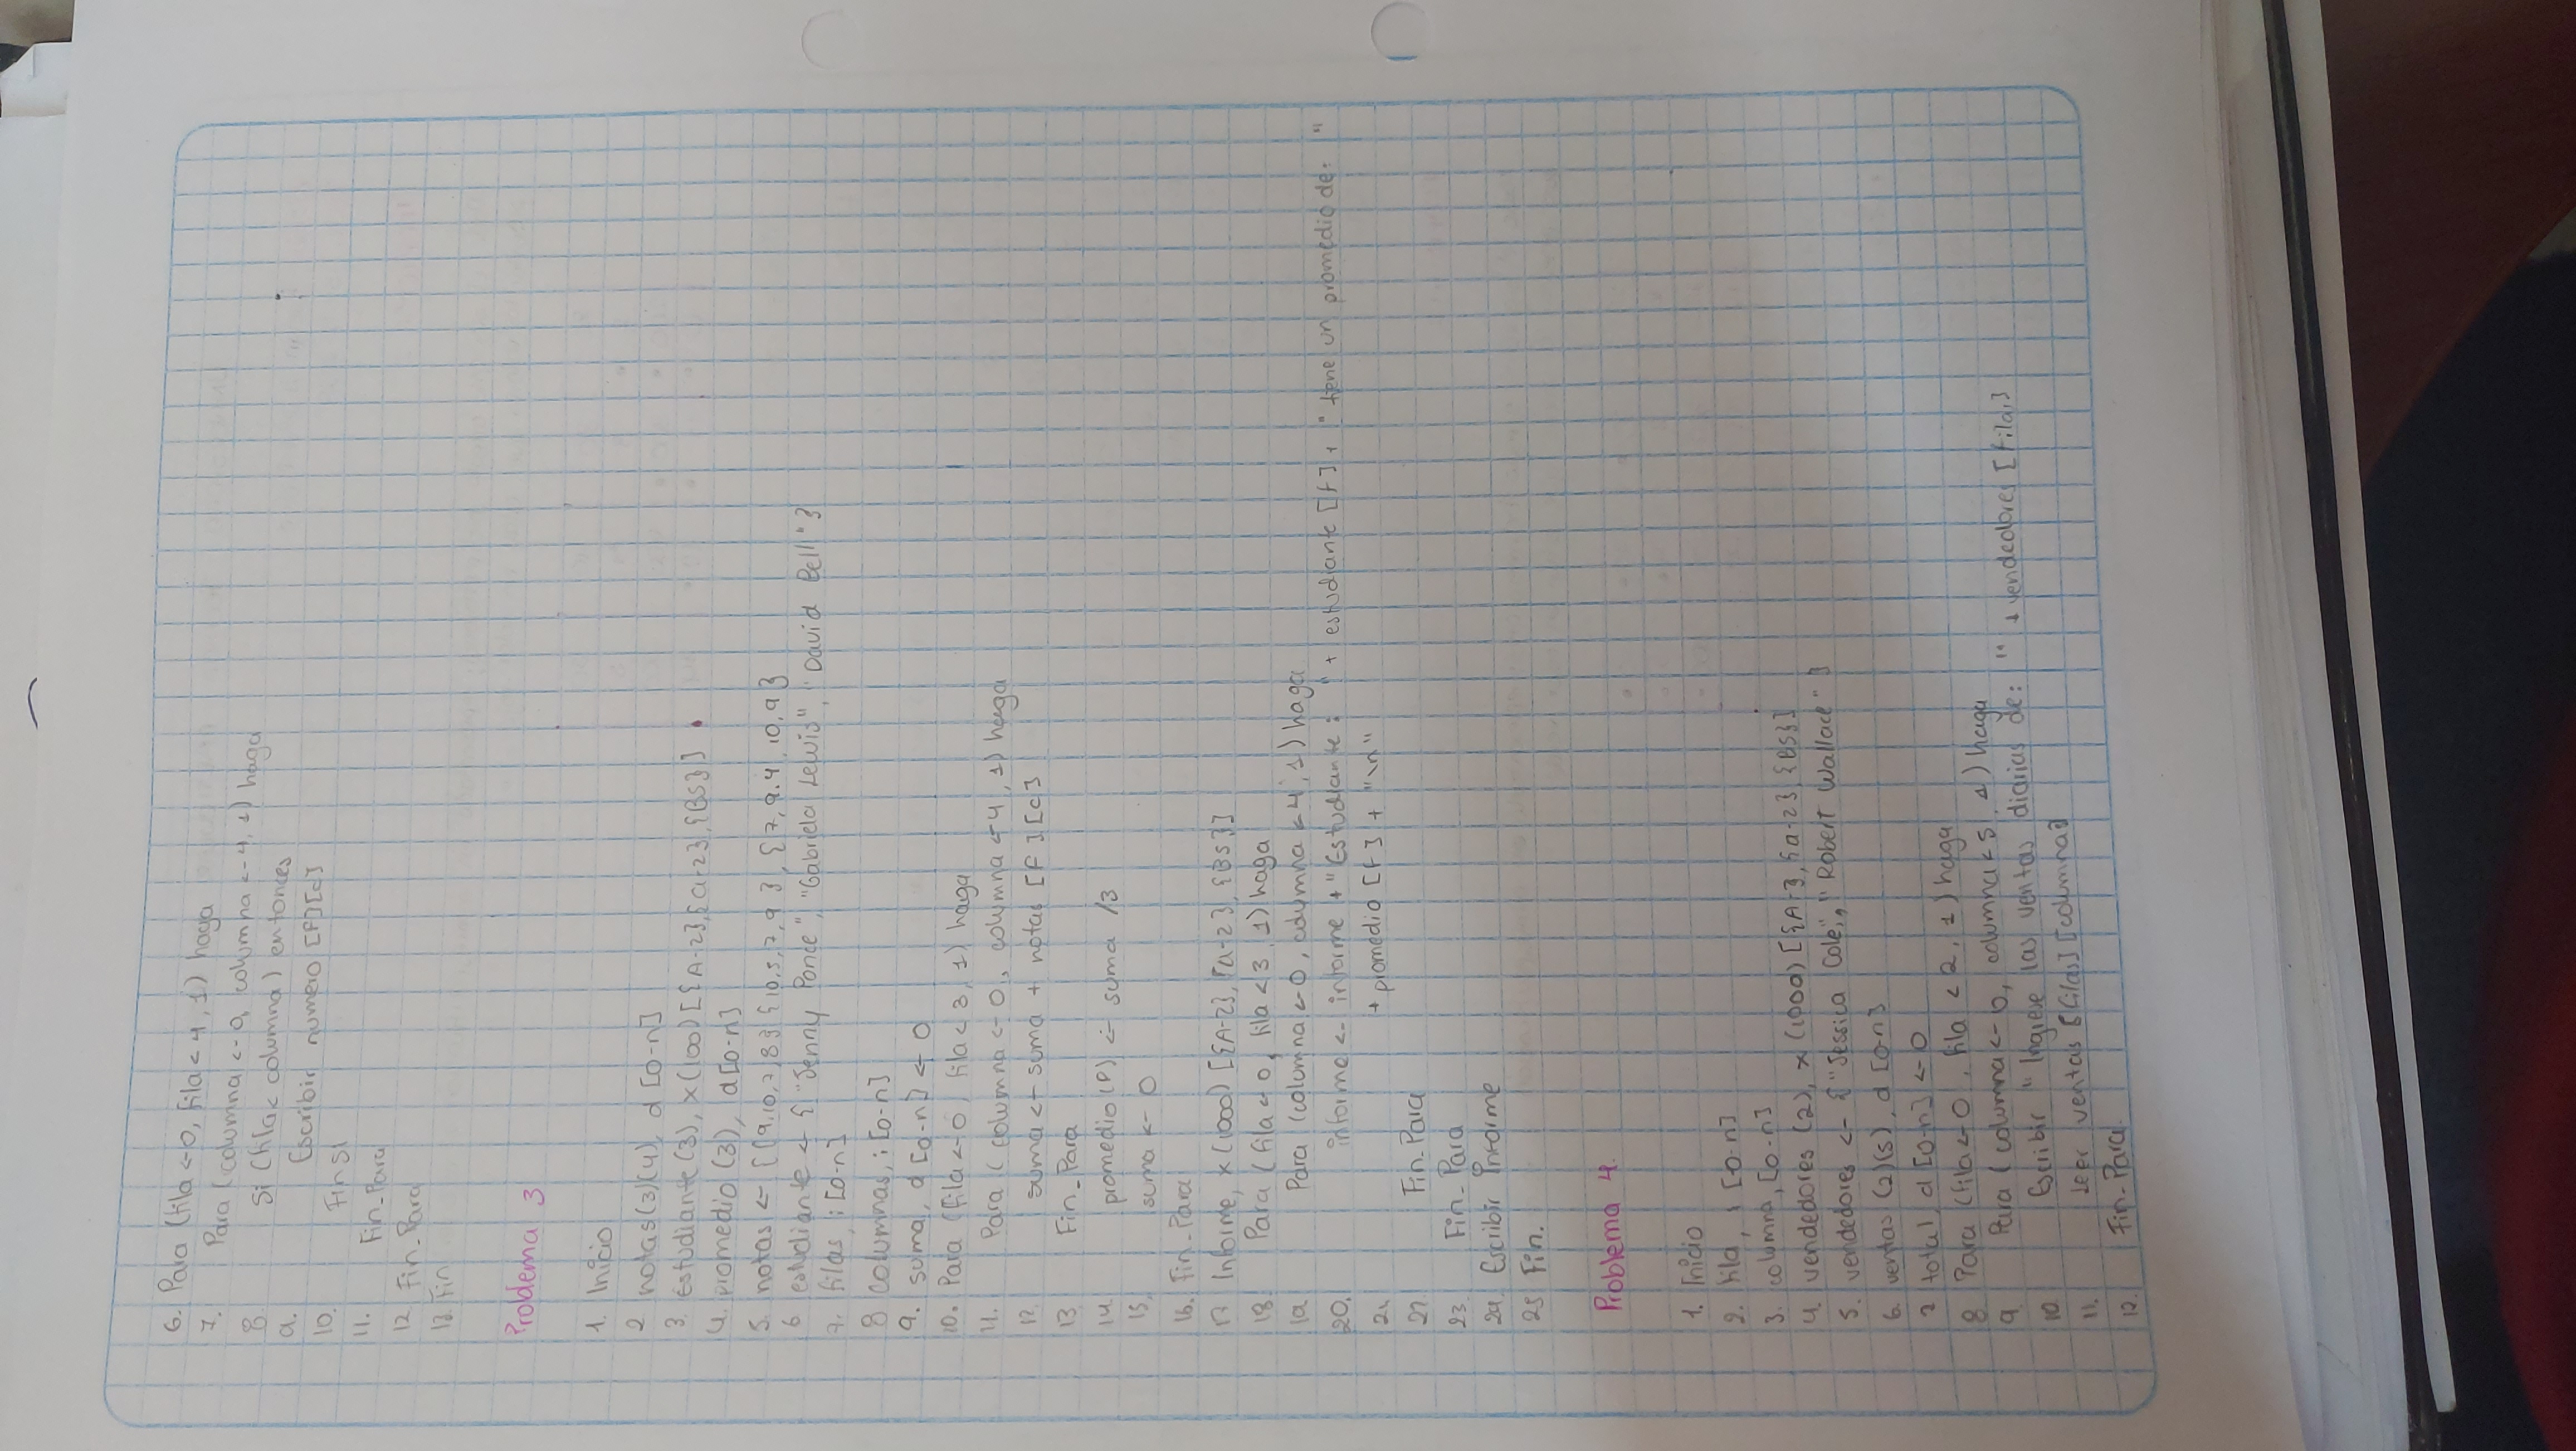 6. Para (fila <-0, fila < 4, 1) haga
7. Para (columna <- 0, columna <- 4, 1) haga
8. Si (fila < columna) entonces
9. Escribir numero [F][c]
10. Fin Si
11. Fin_Para
12 Fin_Para
13. Fin
Problema 3
1. Inicio
2 notas(3)(4), d [0-n]
3. Estudiante (3), x(100) [{A-z}, {a-z}, {BS}]
4. promedio (3), d[0-n]
5. notas <- [{9,10,7,8} {10,5,7,9}, {7,9.4,10,9}
6 estudiante <- {"Jenny Ponce", "Gabriela Lewis", "David Bell"}
7. filas, i [0-n]
8 columnas, i [0-n]
9. suma, d [0-n] <- 0
10. Para (fila <- 0, fila < 3, 1) haga
11. Para (columna <- 0, columna <- 4, 1) haga
12. suma <- suma + notas [F][c]
13 Fin_Para
14 promedio(P) <- suma /3
15. suma <- 0
16. Fin_Para
17 Informe, x(1000) [{A-z}, {a-z}, {BS}]
18. Para (fila <- 0, fila < 3, 1) haga
19 Para (columna <- 0, columna < 4, 1) haga
20. informe <- informe + "Estudiante: " + estudiante [f] + " tiene un promedio de: "
21 + promedio [f] + "\n"
22. Fin_Para
23. Fin_Para
24. Escribir Informe
25 Fin.
Problema 4.
1. Inicio
2. fila, i [0-n]
3. columna, [0-n]
4. vendedores (2), x (1000) [{A-}, {a-z} {BS}]
5. vendedores <- {"Jessica Cole", "Robert Wallace"}
6. ventas (2)(5), d [0-n]
7 total, d [0-n] <- 0
8 Para (fila <- 0, fila < 2, 1) haga
9 Para (columna <- 0, columna < 5, 1) haga
10 Escribir "Ingrese las ventas diarias de: " + vendedores [fila]
11. Leer ventas [filas] [columna]
12. Fin-Para